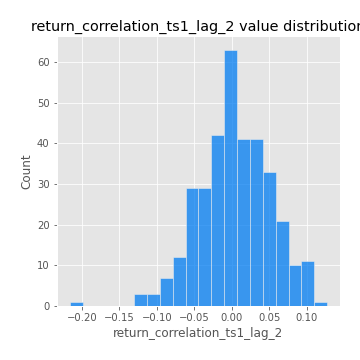 return_correlation_ts1_lag_2 value distribution
Count
60
50
40
30
20
10
0
−0.20 −0.15 −0.10 −0.05 0.00 0.05 0.10
return_correlation_ts1_lag_2